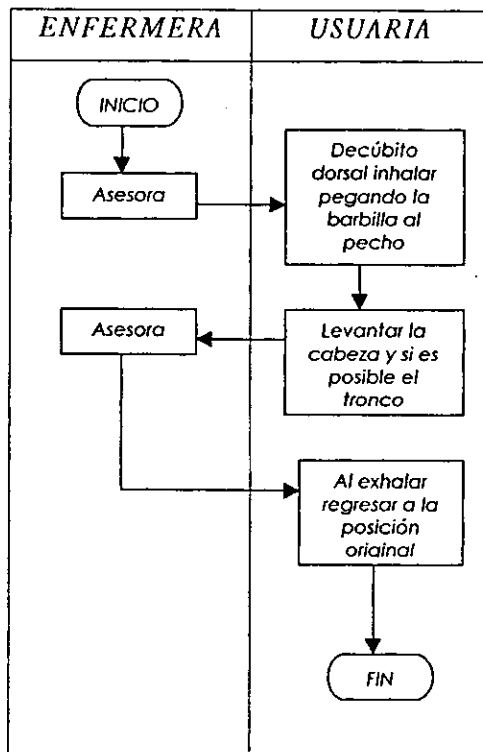 ENFERMERA
USUARIA
INICIO
Asesora
Decúbito
dorsal inhalar
pegando la
barbilla al
pecho
Asesora
Levantar la
cabeza y si es
posible el
tronco
Al exhalar
regresar a la
posición
original
FIN